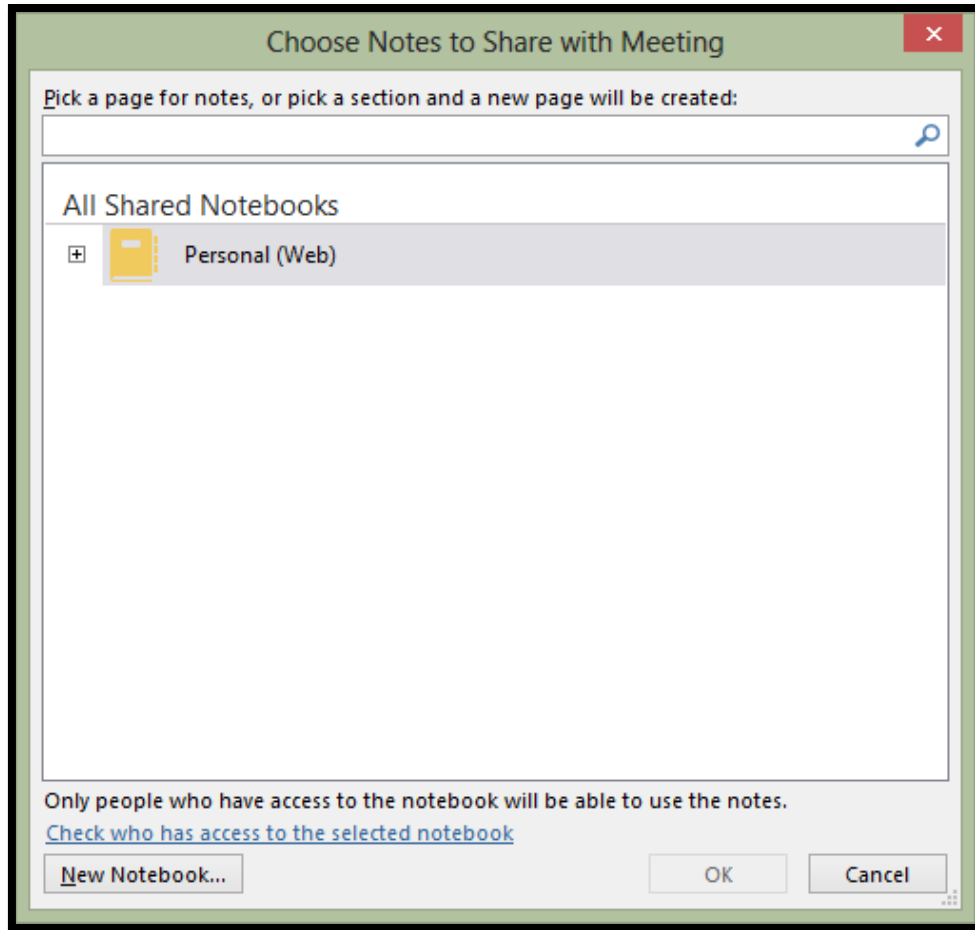 Choose Notes to Share with Meeting
Pick a page for notes, or pick a section and a new page will be created:
All Shared Notebooks
Personal (Web)
Only people who have access to the notebook will be able to use the notes.
Check who has access to the selected notebook
New Notebook... OK Cancel